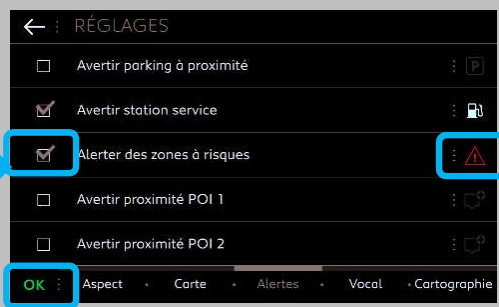 RÉGLAGES
Avertir parking à proximité
P
Avertir station service
Alerter des zones à risques
Avertir proximité POI 1
Avertir proximité POI 2
OK Aspect • Carte • Alertes • Vocal • Cartographie